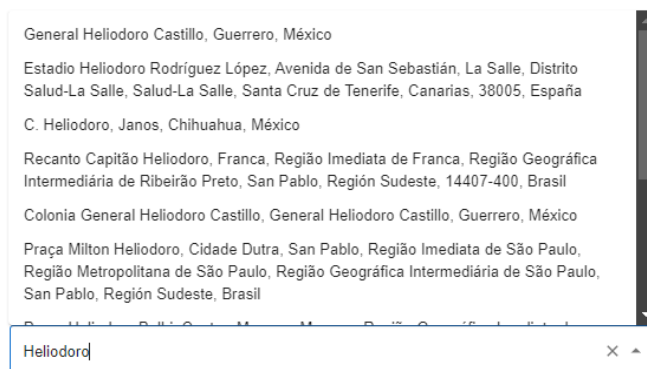 General Heliodoro Castillo, Guerrero, México
Estadio Heliodoro Rodríguez López, Avenida de San Sebastián, La Salle, Distrito
Salud-La Salle, Salud-La Salle, Santa Cruz de Tenerife, Canarias, 38005, España
C. Heliodoro, Janos, Chihuahua, México
Recanto Capitão Heliodoro, Franca, Região Imediata de Franca, Região Geográfica
Intermediária de Ribeirão Preto, San Pablo, Región Sudeste, 14407-400, Brasil
Colonia General Heliodoro Castillo, General Heliodoro Castillo, Guerrero, México
Praça Milton Heliodoro, Cidade Dutra, San Pablo, Região Imediata de São Paulo,
Região Metropolitana de São Paulo, Região Geográfica Intermediária de São Paulo,
San Pablo, Región Sudeste, Brasil
Heliodoro